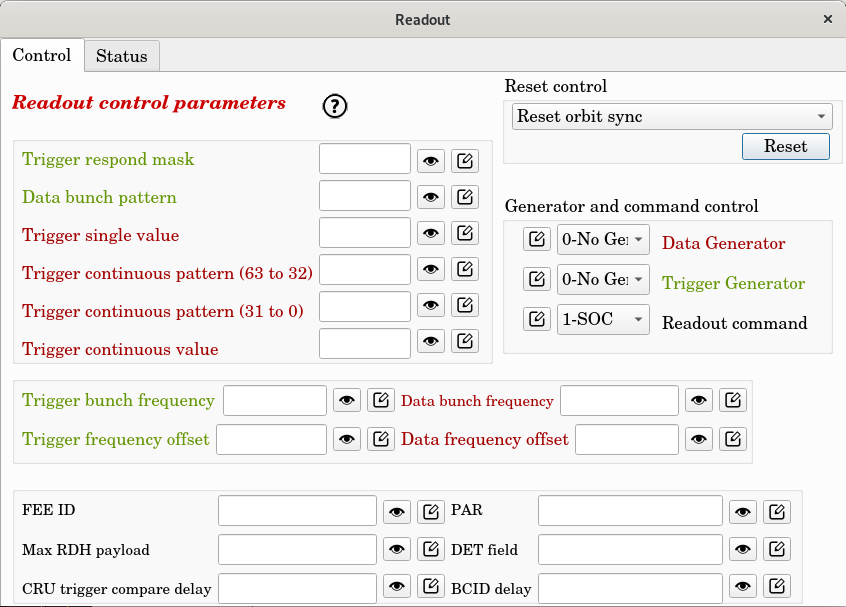 Readout
Control
Status
Readout control parameters
?
Trigger respond mask
Data bunch pattern
Trigger single value
Trigger continuous pattern (63 to 32)
Trigger continuous pattern (31 to 0)
Trigger continuous value
Reset control
Reset orbit sync
Reset
Generator and command control
0-No Ge
Data Generator
0-No Ge
Trigger Generator
1-SOC
Readout command
Trigger bunch frequency
Data bunch frequency
Trigger frequency offset
Data frequency offset
FEE ID
PAR
Max RDH payload
DET field
CRU trigger compare delay
BCID delay